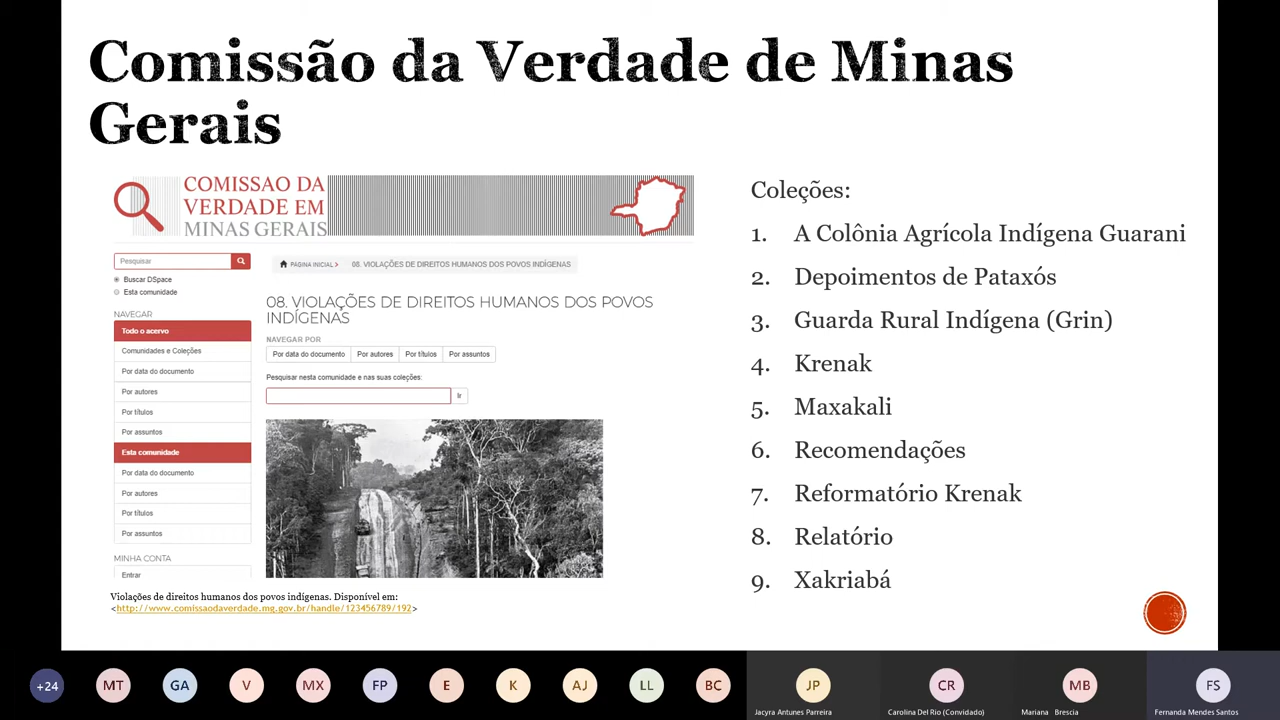 Comissão da Verdade de Minas
Gerais
COMISSAO DA
VERDADE EM
MINAS GERAIS
Pesquisar
Buscar DSpace
Esta comunidade
NAVEGAR
Todo o acervo
Comunidades e Coleções
Por data do documento
Por autores
Por títulos
Por assuntos
Esta comunidade
Por data do documento
Por autores
Por títulos
Por assuntos
MINHA CONTA
Entrar
PÁGINA INICIAL > 08. VIOLAÇÕES DE DIREITOS HUMANOS DOS POVOS INDÍGENAS
08. VIOLAÇÕES DE DIREITOS HUMANOS DOS POVOS
INDÍGENAS
NAVEGAR POR
Por data do documento Por autores Por títulos Por assuntos
Pesquisar nesta comunidade e nas suas coleções:
Ir
Violações de direitos humanos dos povos indígenas. Disponível em:
<http://www.comissaodaverdade.mg.gov.br/handle/123456789/192>
Coleções:
1. A Colônia Agrícola Indígena Guarani
2. Depoimentos de Pataxós
3. Guarda Rural Indígena (Grin)
4. Krenak
5. Maxakali
6. Recomendações
7. Reformatório Krenak
8. Relatório
9. Xakriabá
+24 MT GA V MX FP E K AJ LL BC JP CR MB FS
Jacyra Antunes Parreira Carolina Del Rio (Convidado) Mariana Brescia Fernanda Mendes Santos